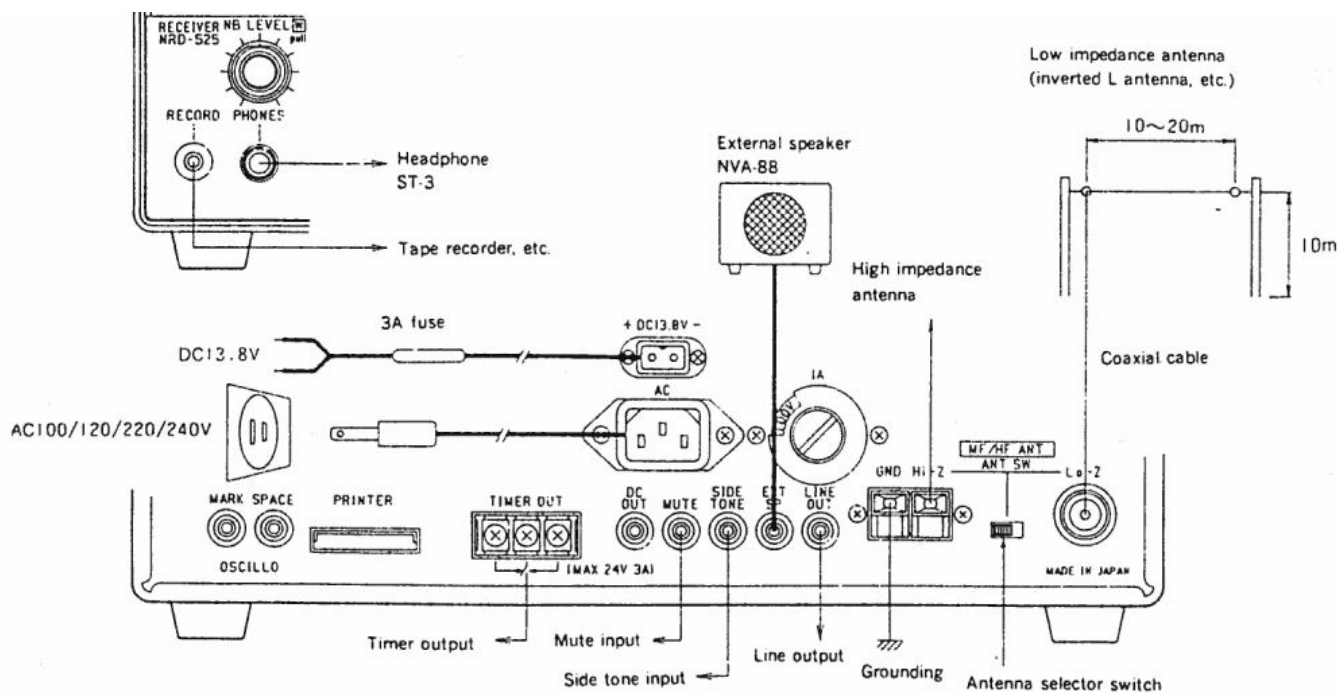 RECEIVER NB LEVEL W
NRD-525 pull
RECORD PHONES
Headphone
ST-3
Tape recorder, etc.
Low impedance antenna
(inverted L antenna, etc.)
10~20m
10m
External speaker
NVA-88
High impedance
antenna
Coaxial cable
3A fuse
DC13.8V
+ DC13.8V -
AC
AC100/120/220/240V
1A
100V
MF/HF ANT
ANT SW
GND Hi-Z
Lo-Z
MARK SPACE
OSCILLO
PRINTER
TIMER OUT
(MAX 24V 3A)
DC
OUT
MUTE
SIDE
TONE
EXT
SP
LINE
OUT
MADE IN JAPAN
Timer output
Mute input
Side tone input
Line output
Grounding
Antenna selector switch